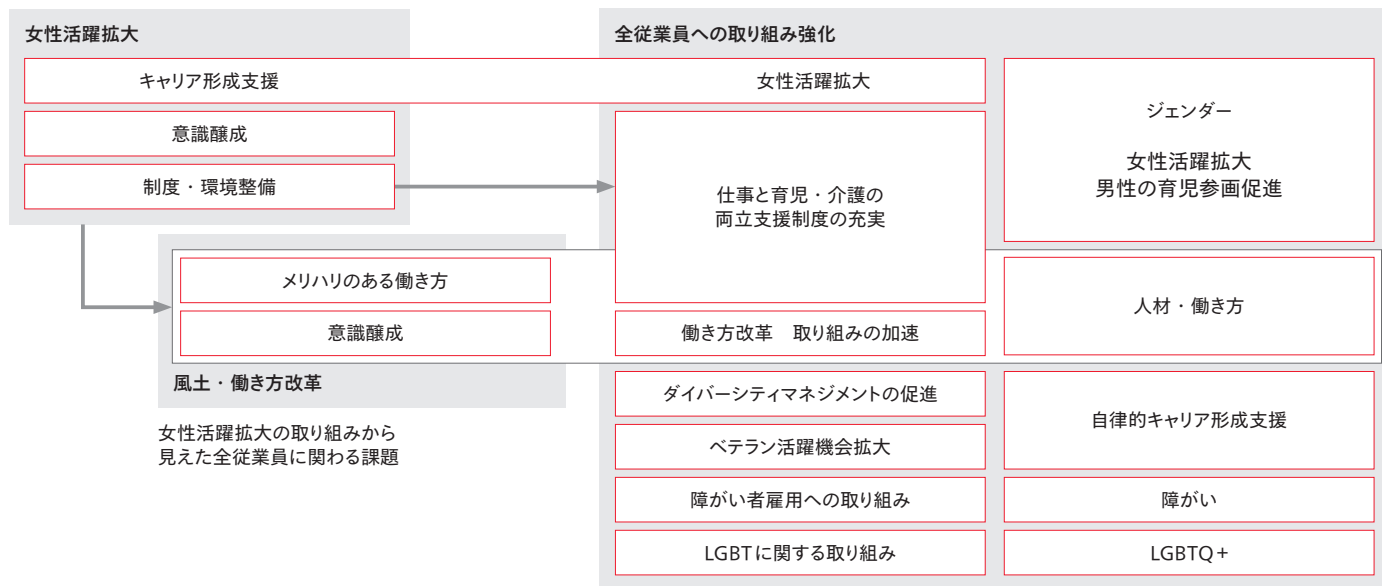 女性活躍拡大
キャリア形成支援
意識醸成
制度・環境整備
メリハリのある働き方
意識醸成
風土・働き方改革
女性活躍拡大の取り組みから
見えた全従業員に関わる課題
全従業員への取り組み強化
女性活躍拡大
仕事と育児・介護の
両立支援制度の充実
働き方改革　取り組みの加速
ダイバーシティマネジメントの促進
ベテラン活躍機会拡大
障がい者雇用への取り組み
LGBTに関する取り組み
ジェンダー
女性活躍拡大
男性の育児参画促進
人材・働き方
自律的キャリア形成支援
障がい
LGBTQ+